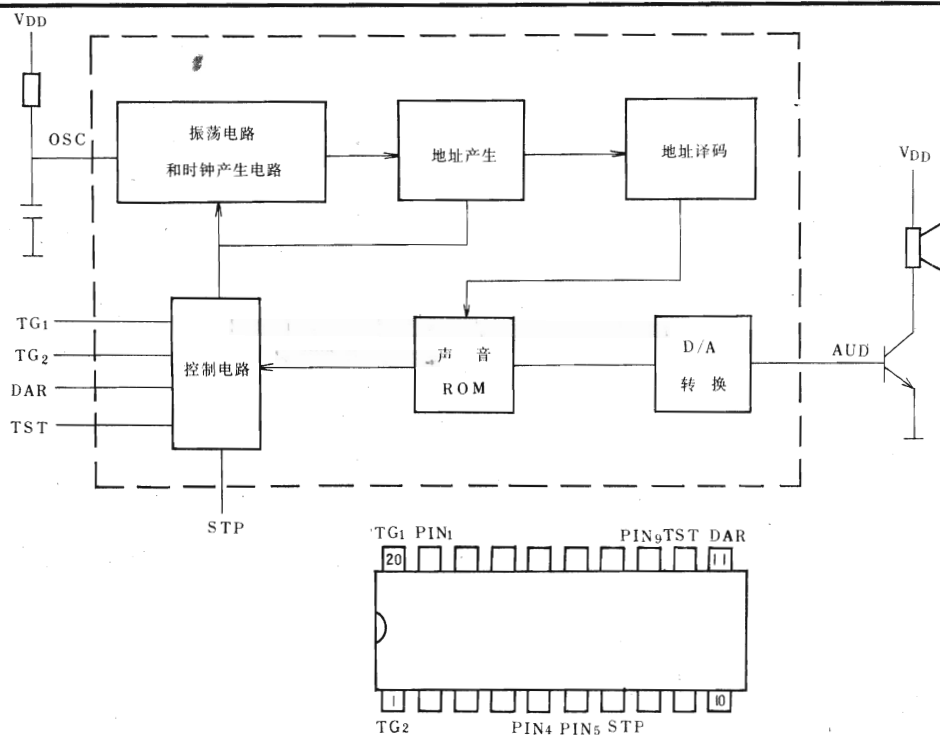 VDD
OSC
振荡电路
和时钟产生电路
地址产生
地址译码
VDD
TG1
TG2
DAR
TST
控制电路
声 音
ROM
D/A
转 换
AUD
STP
TG1 PIN1 PIN9 TST DAR
20 11
1 10
TG2 PIN4 PIN5 STP